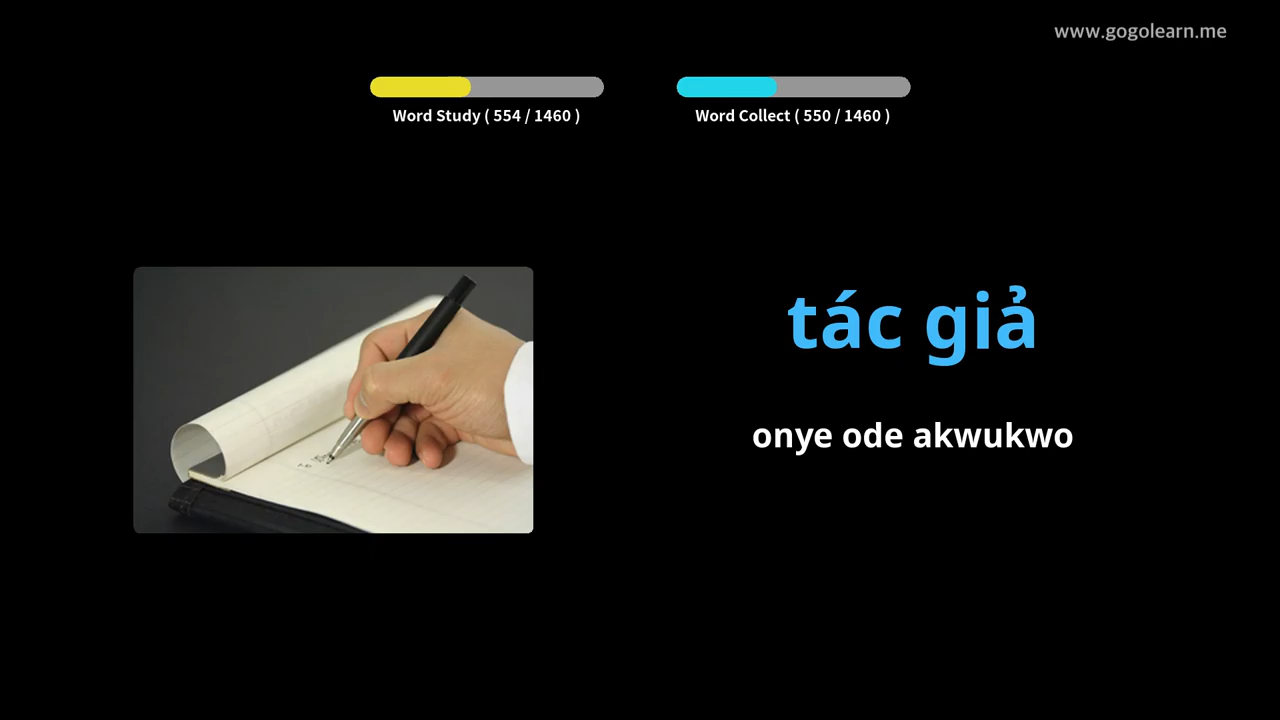 www.gogolearn.me
Word Study ( 554 / 1460 )
Word Collect ( 550 / 1460 )
tác giả
onye ode akwukwo